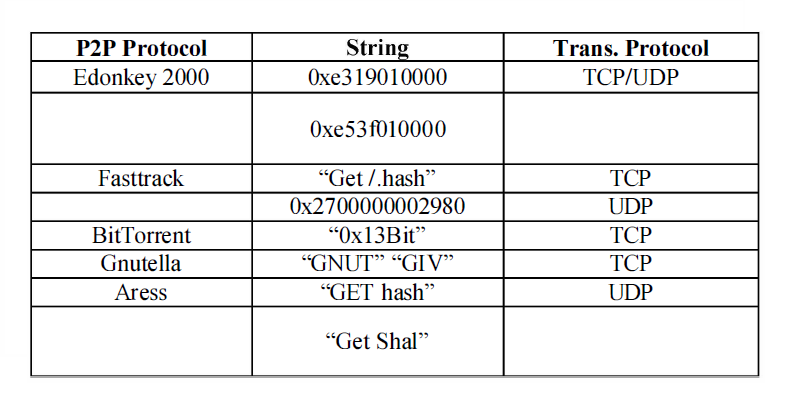 P2P Protocol String Trans. Protocol
Edonkey 2000 0xe319010000 TCP/UDP
0xe53f010000
Fasttrack “Get /.hash” TCP
0x2700000002980 UDP
BitTorrent “0x13Bit” TCP
Gnutella “GNUT” “GIV” TCP
Aress “GET hash” UDP
“Get Shal”